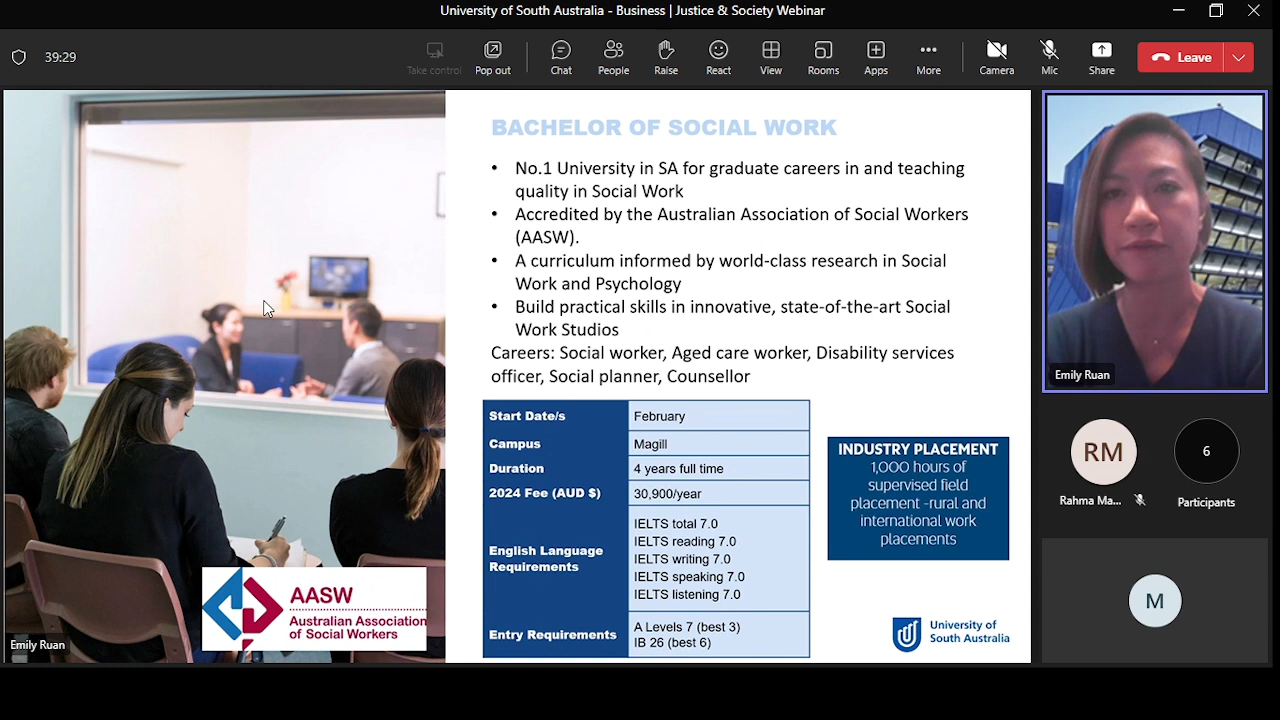 University of South Australia - Business | Justice & Society Webinar
39:29
Take control
Pop out
Chat
People
Raise
React
View
Rooms
Apps
More
Camera
Mic
Share
Leave
BACHELOR OF SOCIAL WORK
• No.1 University in SA for graduate careers in and teaching
quality in Social Work
• Accredited by the Australian Association of Social Workers
(AASW).
• A curriculum informed by world-class research in Social
Work and Psychology
• Build practical skills in innovative, state-of-the-art Social
Work Studios
Careers: Social worker, Aged care worker, Disability services
officer, Social planner, Counsellor
Start Date/s February
Campus Magill
Duration 4 years full time
2024 Fee (AUD $) 30,900/year
English Language
Requirements
IELTS total 7.0
IELTS reading 7.0
IELTS writing 7.0
IELTS speaking 7.0
IELTS listening 7.0
Entry Requirements
A Levels 7 (best 3)
IB 26 (best 6)
INDUSTRY PLACEMENT
1,000 hours of
supervised field
placement -rural and
international work
placements
University of
South Australia
AASW
Australian Association
of Social Workers
Emily Ruan
Emily Ruan
RM
Rahma Ma...
6
Participants
M